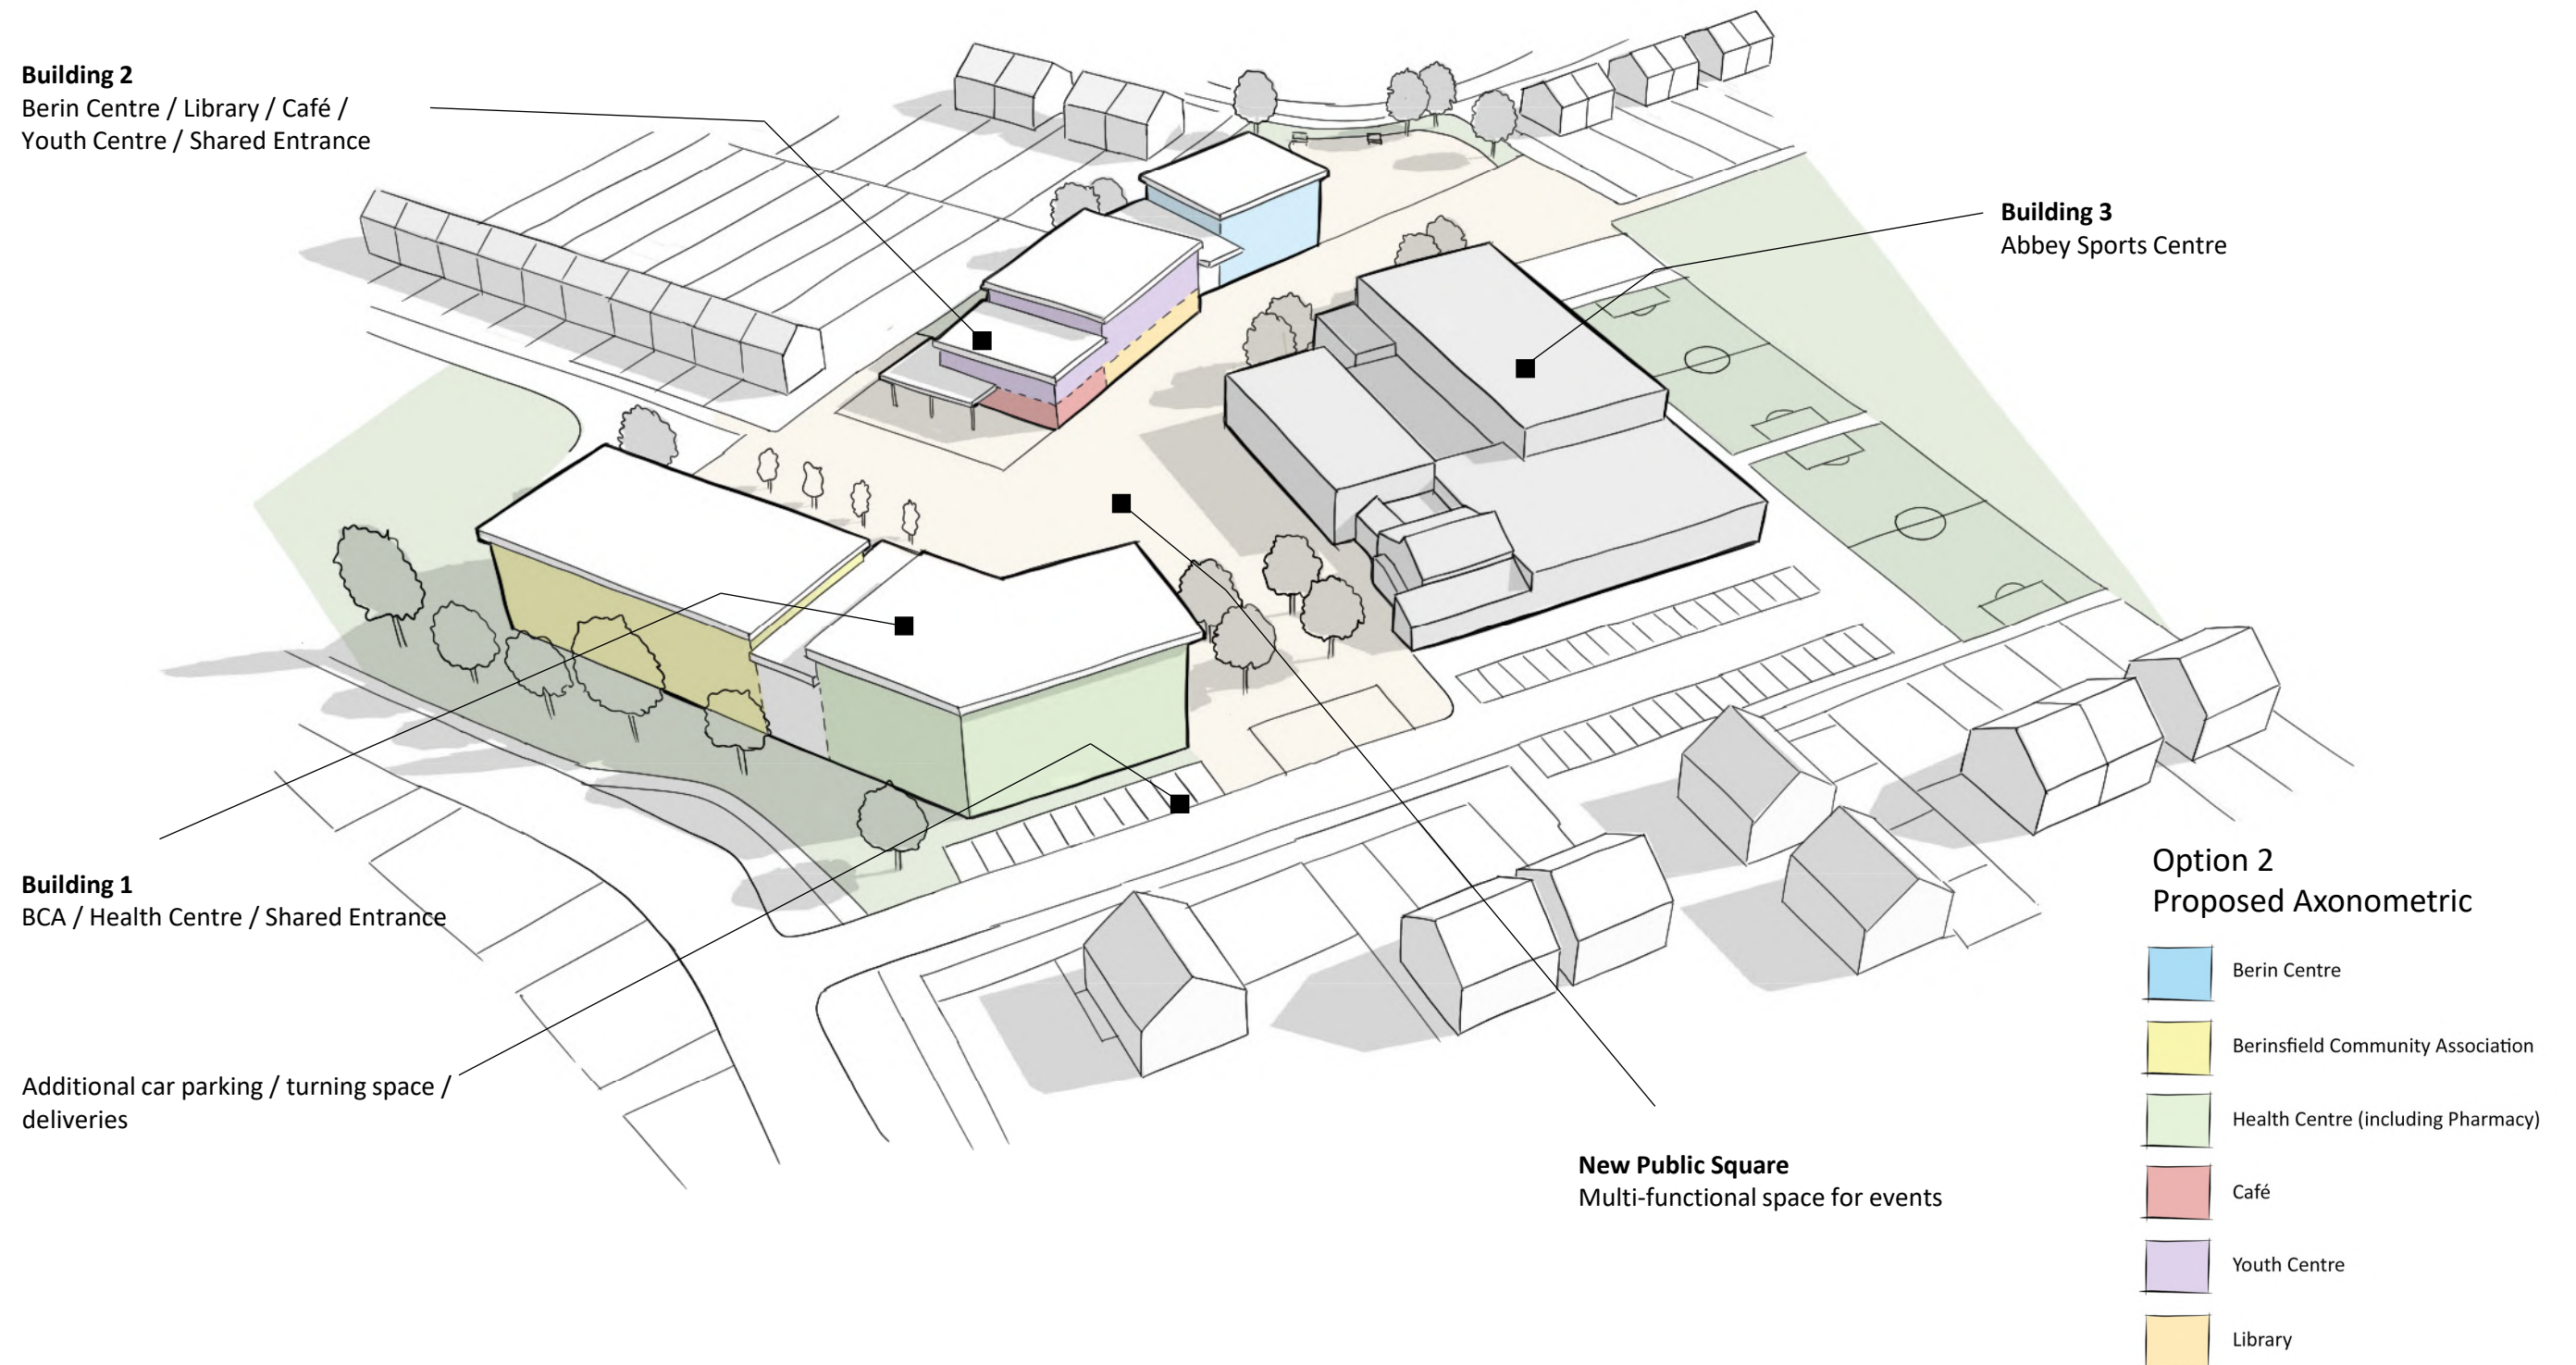 Building 2
Berin Centre / Library / Café /
Youth Centre / Shared Entrance
Building 3
Abbey Sports Centre
Building 1
BCA / Health Centre / Shared Entrance
Additional car parking / turning space /
deliveries
New Public Square
Multi-functional space for events
Option 2
Proposed Axonometric
Berin Centre
Berinsfield Community Association
Health Centre (including Pharmacy)
Café
Youth Centre
Library